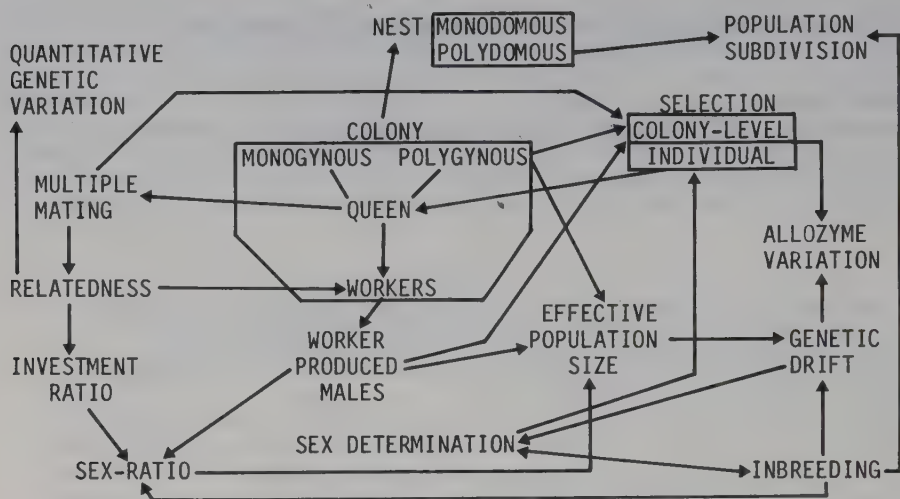 NEST MONODOMOUS
POLYDOMOUS
POPULATION
SUBDIVISION
QUANTITATIVE
GENETIC
VARIATION
SELECTION
COLONY-LEVEL
INDIVIDUAL
COLONY
MONOGYNOUS POLYGYNOUS
QUEEN
WORKERS
MULTIPLE
MATING
RELATEDNESS
ALLOZYME
VARIATION
WORKER
PRODUCED
MALES
EFFECTIVE
POPULATION
SIZE
GENETIC
DRIFT
INVESTMENT
RATIO
SEX DETERMINATION
SEX-RATIO
INBREEDING